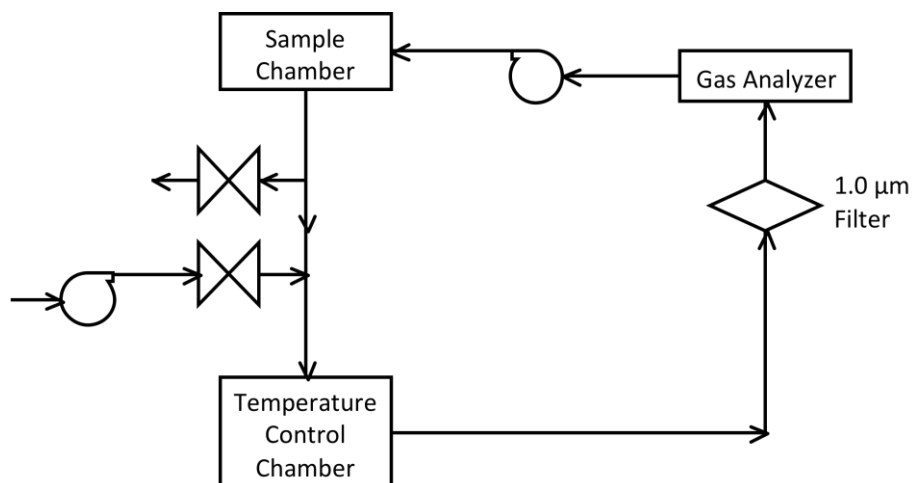 Sample
Chamber
Gas Analyzer
1.0 µm
Filter
Temperature
Control
Chamber